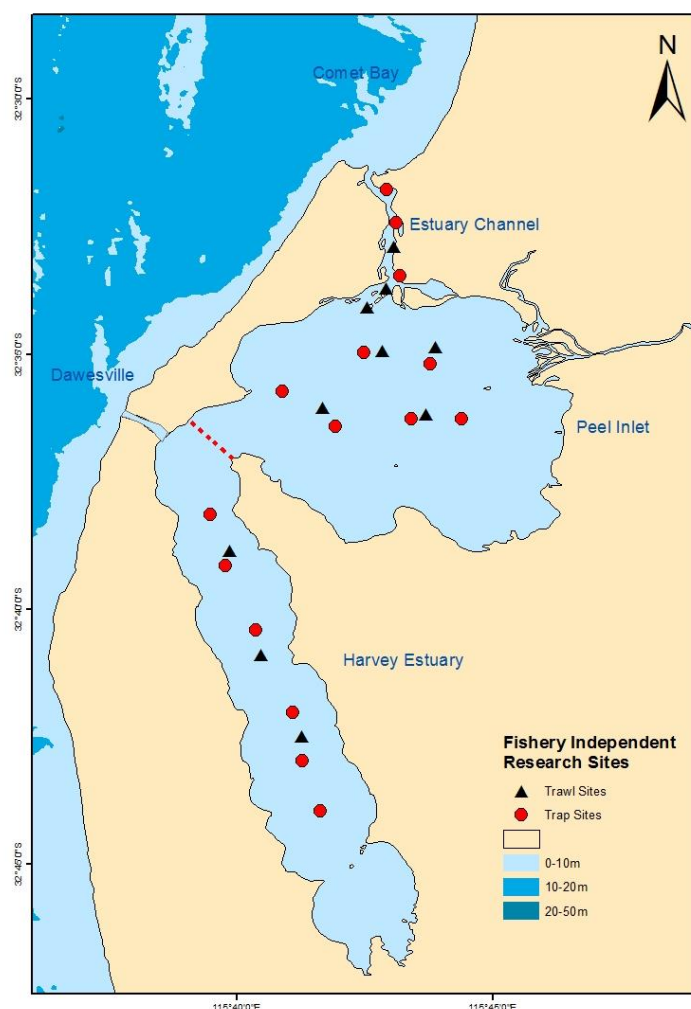 N
Comet Bay
32°30'0"S
Estuary Channel
32°35'0"S
Dawesville
Peel Inlet
32°40'0"S
Harvey Estuary
Fishery Independent
Research Sites
Trawl Sites
Trap Sites
0-10m
10-20m
20-50m
32°45'0"S
115°40'0"E
115°45'0"E